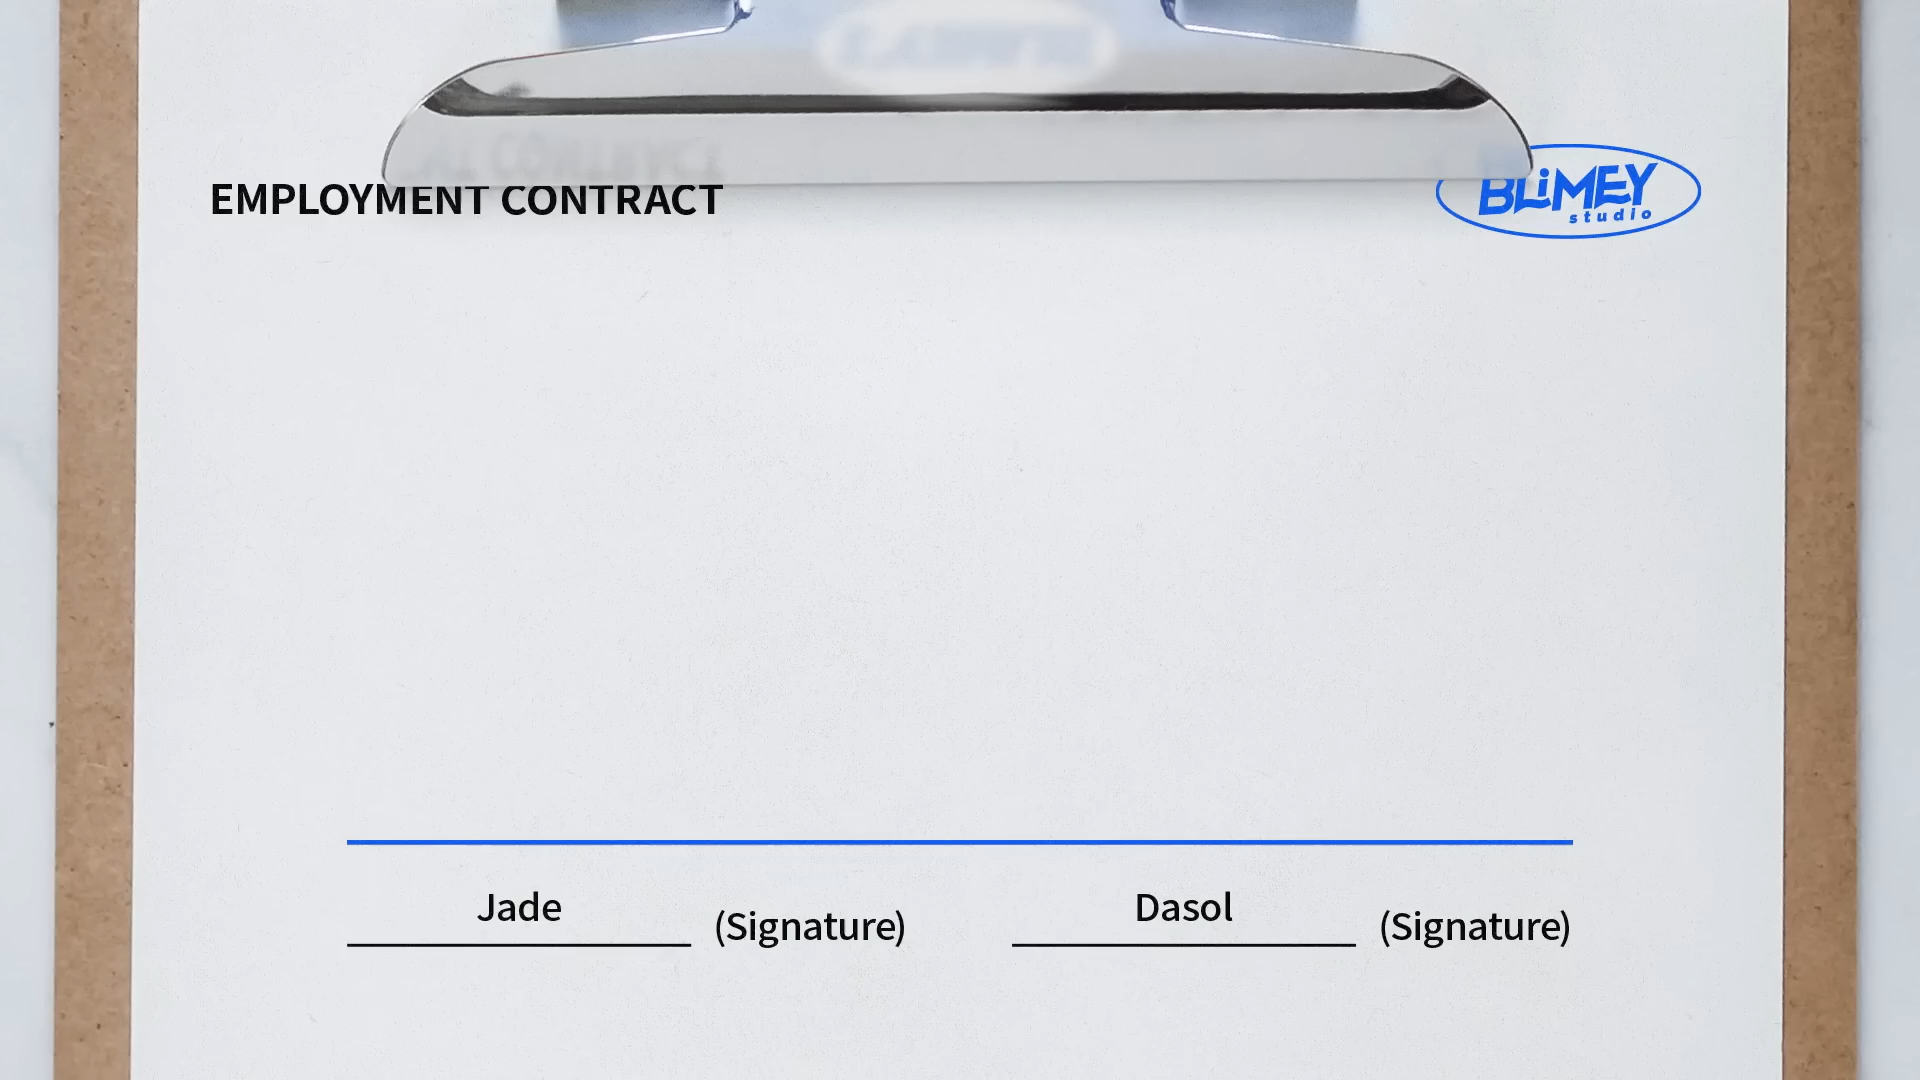 EMPLOYMENT CONTRACT
BLiMEY
studio
Jade (Signature) Dasol (Signature)